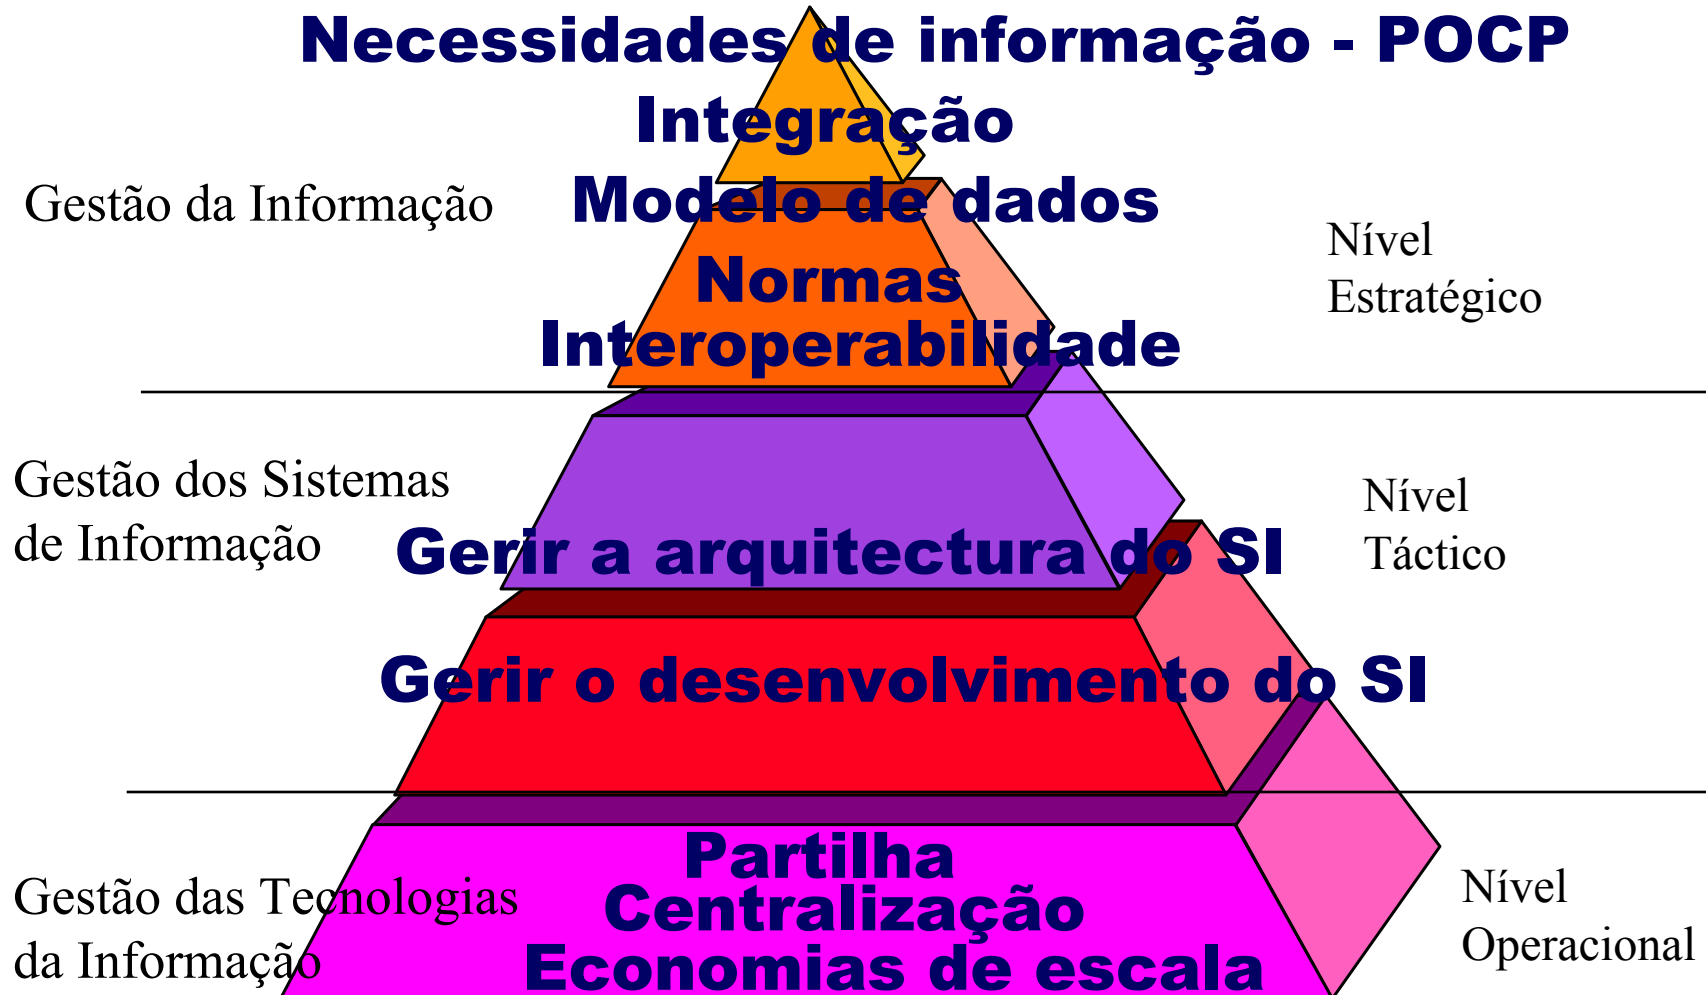 Necessidades de informação - POCP
Integração
Modelo de dados
Normas
Interoperabilidade
Gestão da Informação
Nível
Estratégico
Gestão dos Sistemas
de Informação
Gerir a arquitectura do SI
Nível
Táctico
Gerir o desenvolvimento do SI
Gestão das Tecnologias
da Informação
Partilha
Centralização
Economias de escala
Nível
Operacional